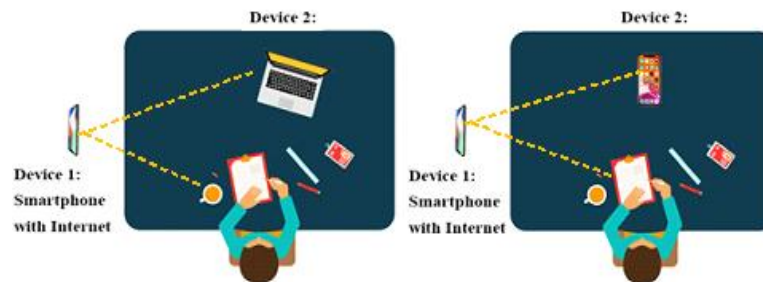 Device 2:
Device 1:
Smartphone
with Internet
Device 2:
Device 1:
Smartphone
with Internet